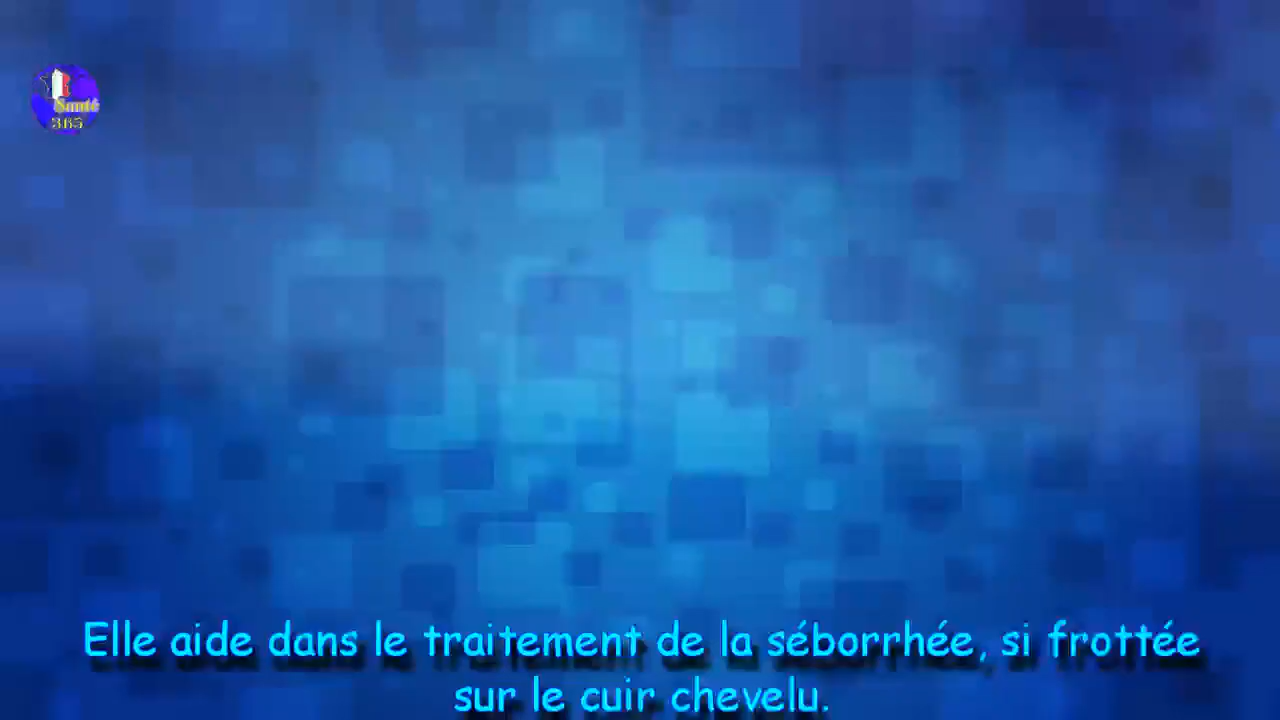 Santé
365
Elle aide dans le traitement de la séborrhée, si frottée
sur le cuir chevelu.